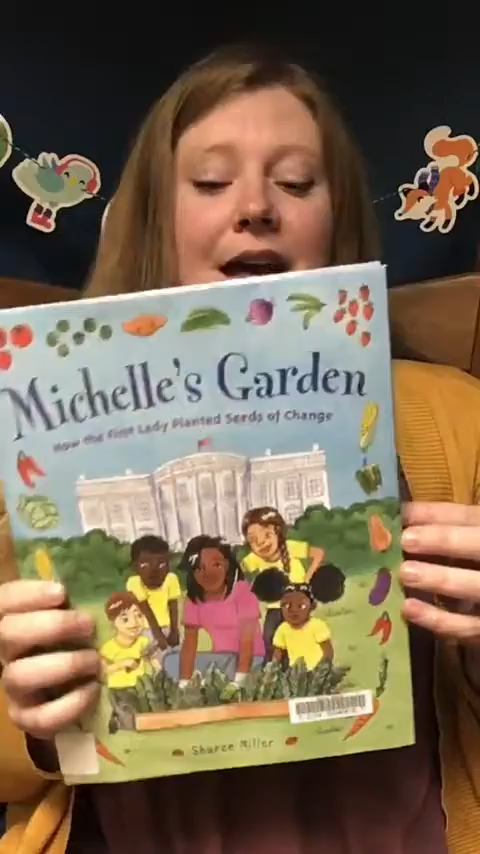 Michelle's Garden
How the First Lady Planted Seeds of Change
Sharee Miller